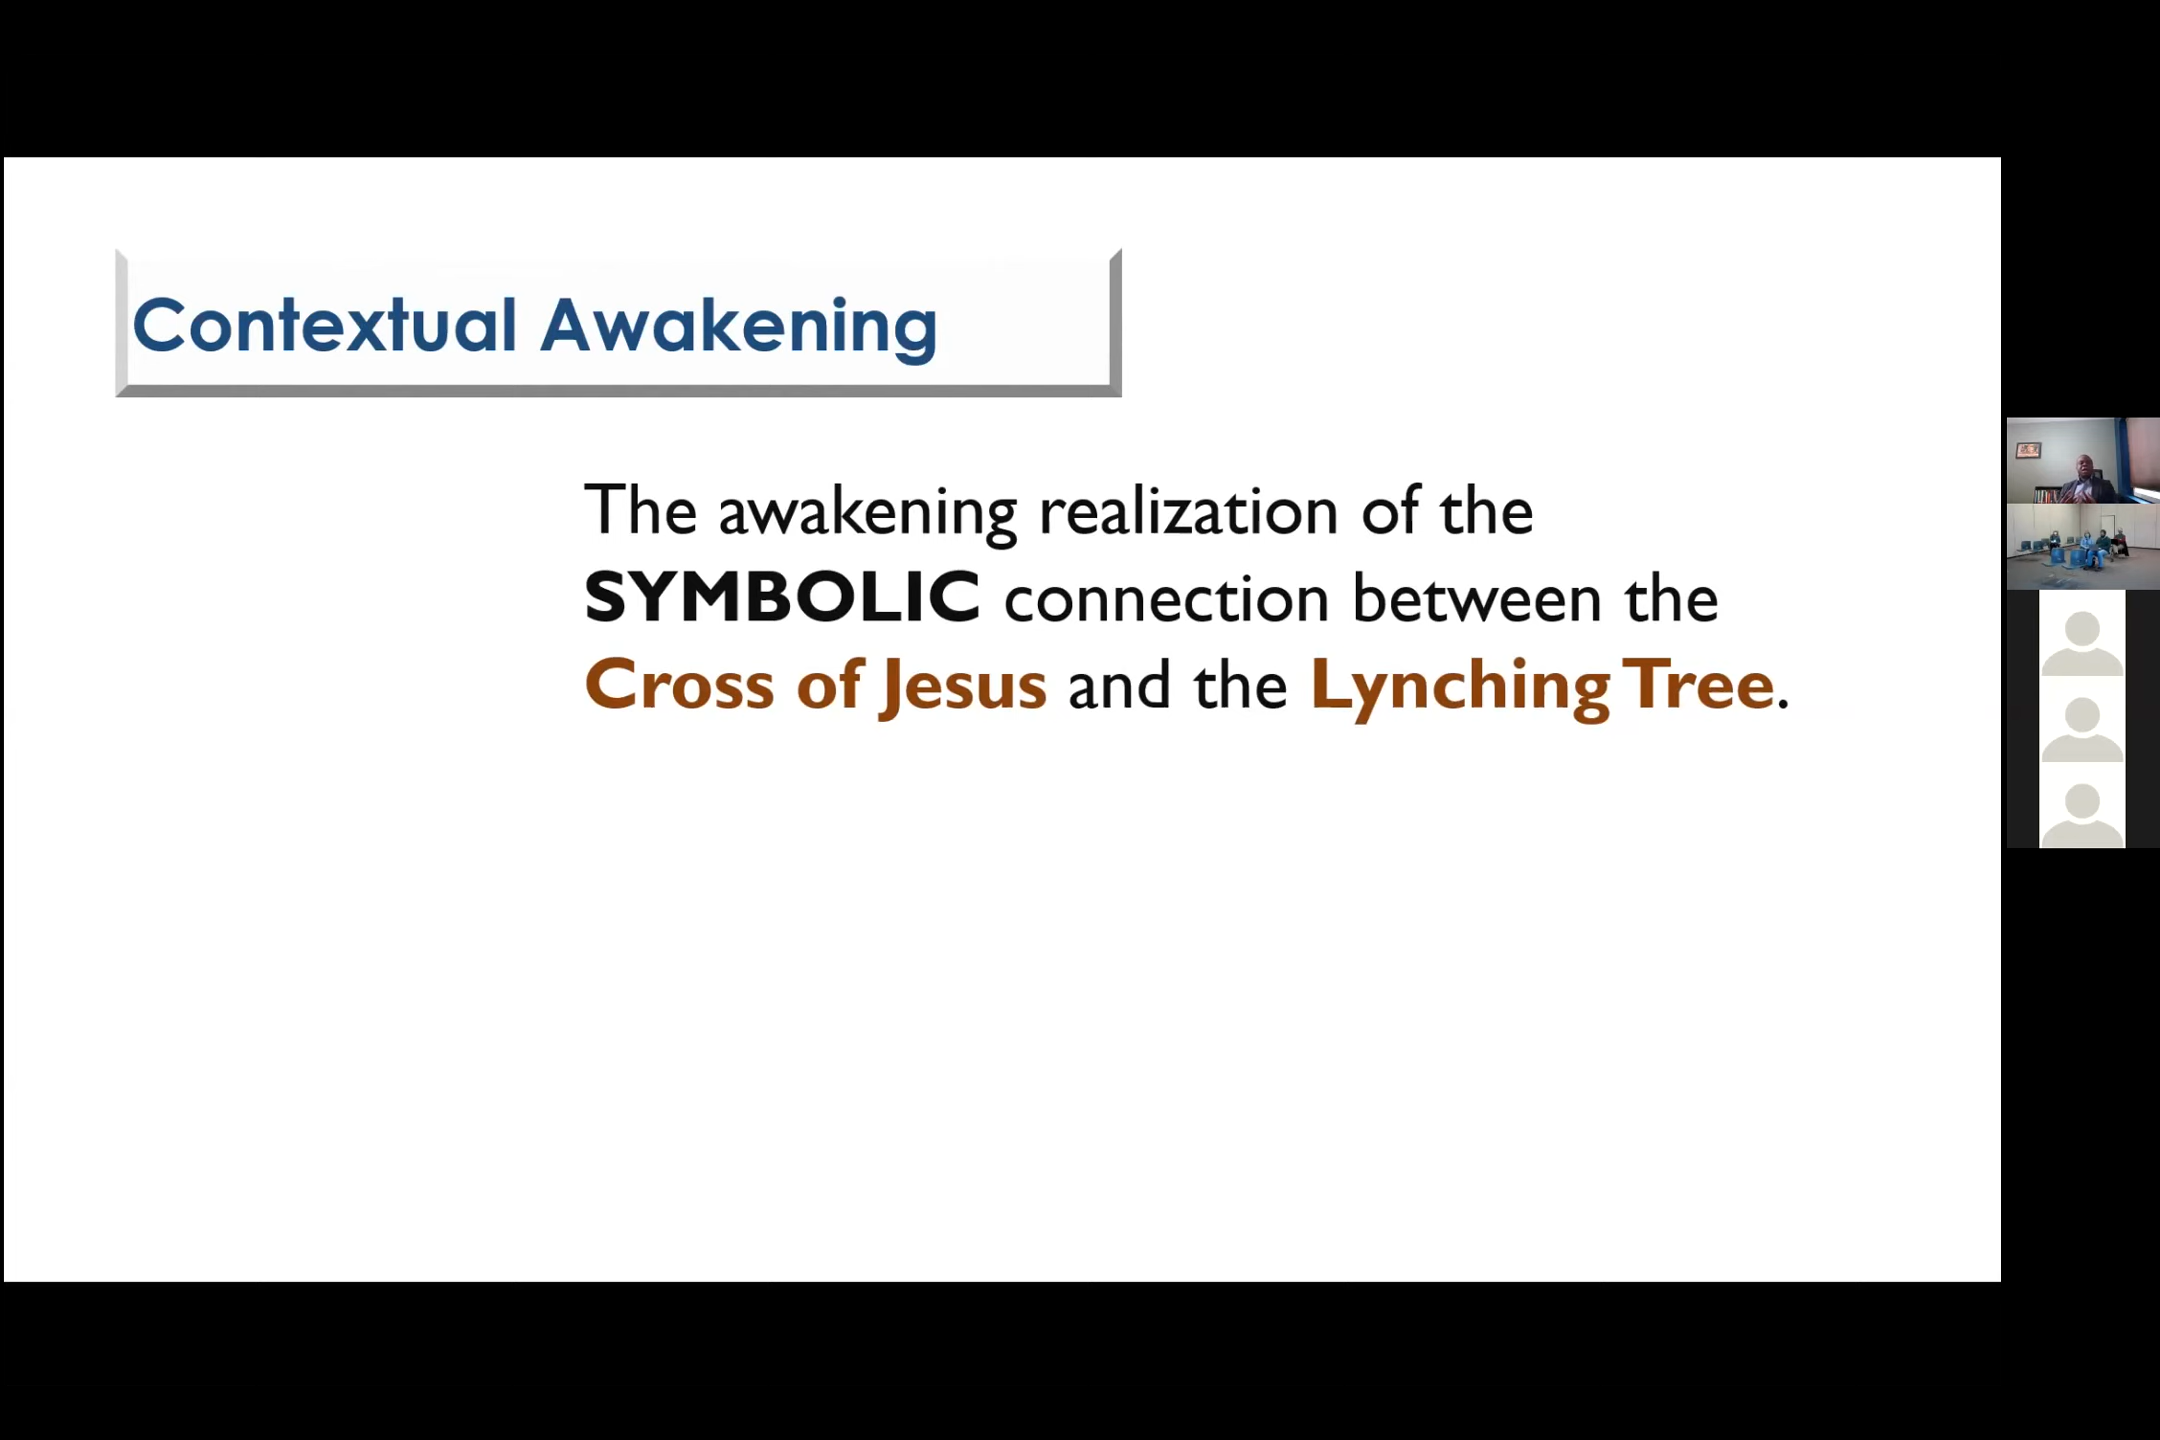 Contextual Awakening
The awakening realization of the
SYMBOLIC connection between the
Cross of Jesus and the Lynching Tree.